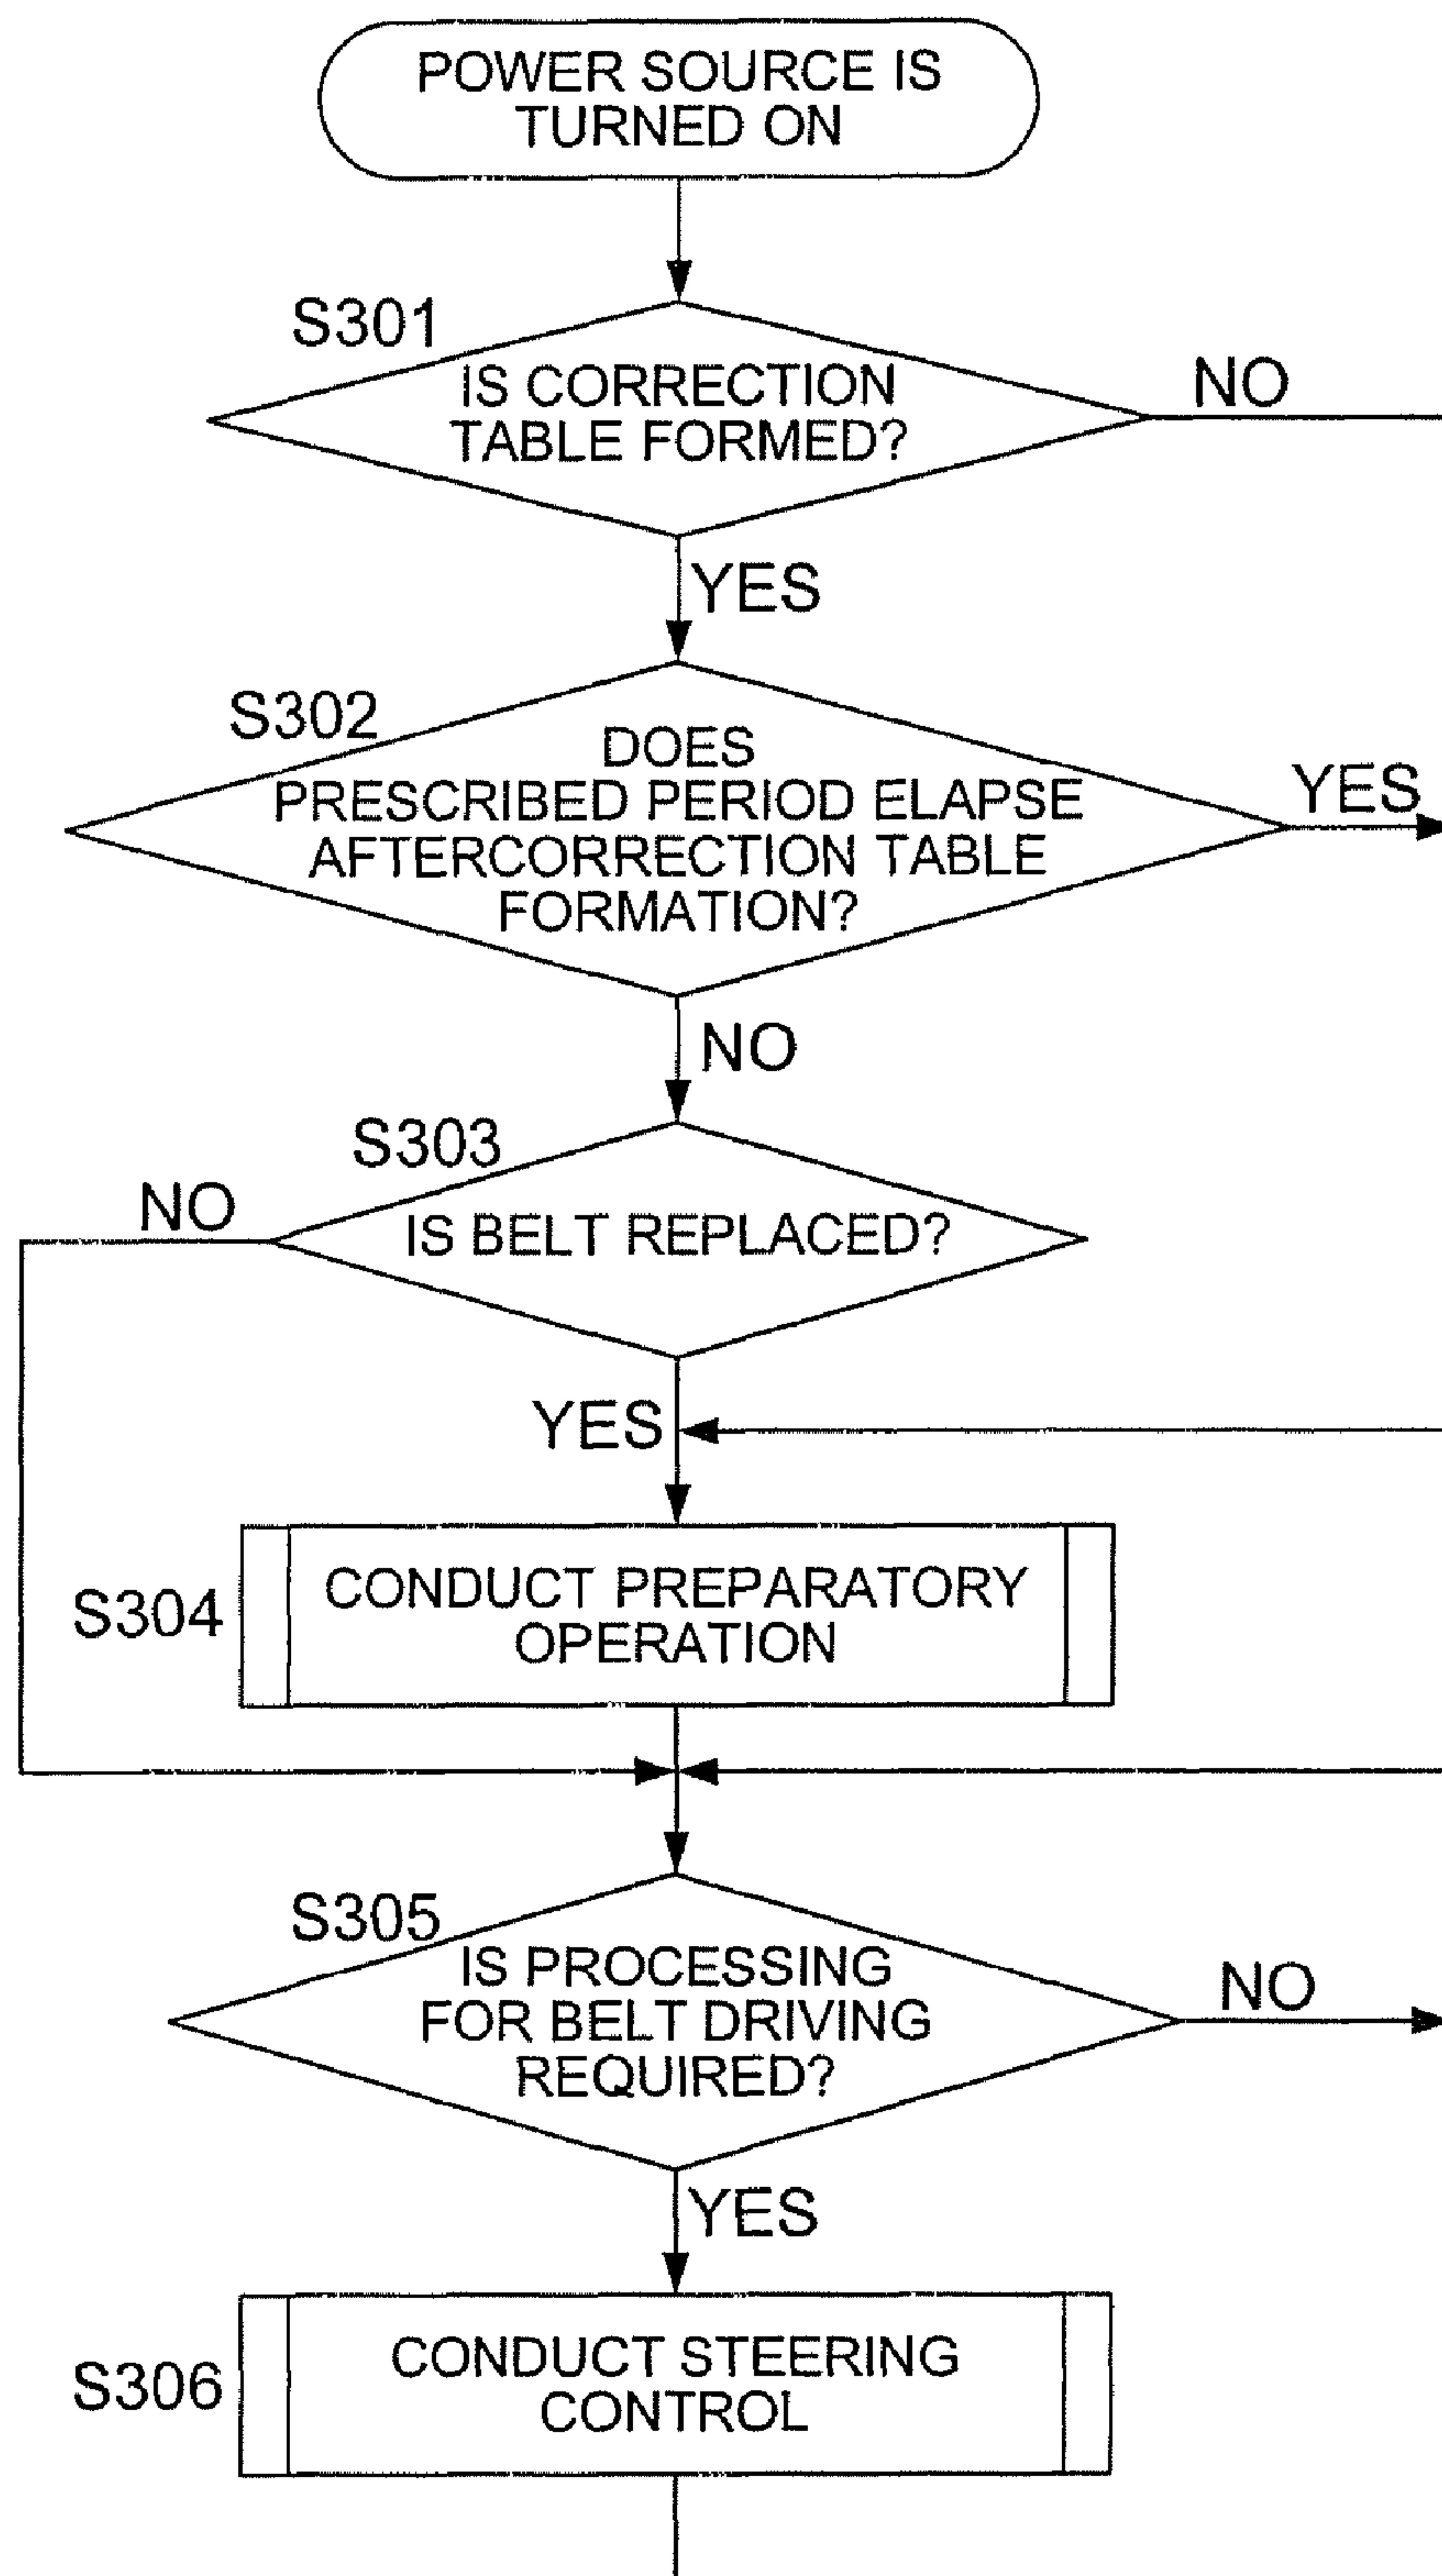 POWER SOURCE IS
TURNED ON
S301
IS CORRECTION
TABLE FORMED?
NO
YES
S302
DOES
PRESCRIBED PERIOD ELAPSE
AFTERCORRECTION TABLE
FORMATION?
YES
NO
S303
NO
IS BELT REPLACED?
YES
S304
CONDUCT PREPARATORY
OPERATION
S305
IS PROCESSING
FOR BELT DRIVING
REQUIRED?
NO
YES
S306
CONDUCT STEERING
CONTROL